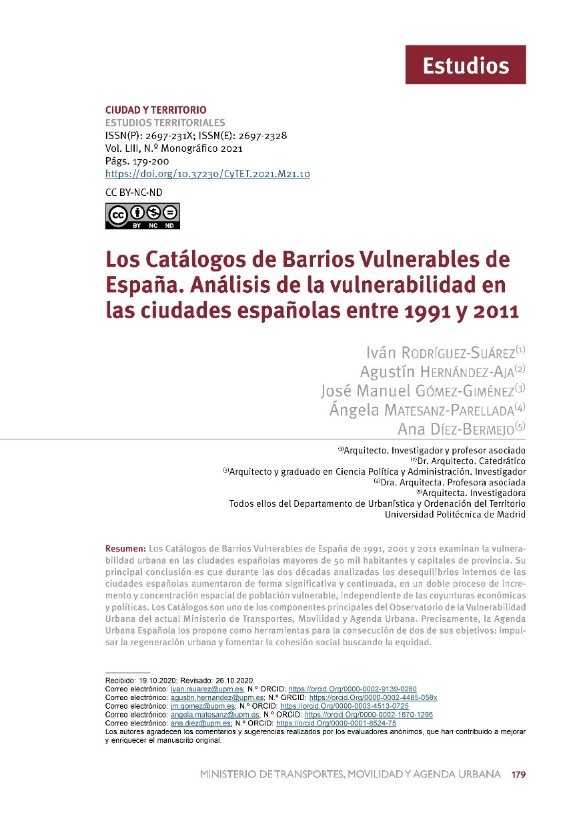 Estudios
CIUDAD Y TERRITORIO
ESTUDIOS TERRITORIALES
ISSN(P): 2697-231X; ISSN(E): 2697-2328
Vol. LIII, N.º Monográfico 2021
Págs. 179-200
https://doi.org/10.37230/CyTET.2021.M21.10
CC BY-NC-ND
cc BY NC ND
Los Catálogos de Barrios Vulnerables de
España. Análisis de la vulnerabilidad en
las ciudades españolas entre 1991 y 2011
Iván RODRÍGUEZ-SUÁREZ(1)
Agustín HERNÁNDEZ-AJA(2)
José Manuel GÓMEZ-GIMÉNEZ(3)
Ángela MATESANZ-PARELLADA(4)
Ana DÍEZ-BERMEJO(5)
(1)Arquitecto. Investigador y profesor asociado
(2)Dr. Arquitecto. Catedrático
(3)Arquitecto y graduado en Ciencia Política y Administración. Investigador
(4)Dra. Arquitecta. Profesora asociada
(5)Arquitecta. Investigadora
Todos ellos del Departamento de Urbanística y Ordenación del Territorio
Universidad Politécnica de Madrid
Resumen: Los Catálogos de Barrios Vulnerables de España de 1991, 2001 y 2011 examinan la vulnera-
bilidad urbana en las ciudades españolas mayores de 50 mil habitantes y capitales de provincia. Su
principal conclusión es que durante las dos décadas analizadas los desequilibrios internos de las
ciudades españolas aumentaron de forma significativa y continuada, en un doble proceso de incre-
mento y concentración espacial de población vulnerable, independiente de las coyunturas económicas
y políticas. Los Catálogos son uno de los componentes principales del Observatorio de la Vulnerabilidad
Urbana del actual Ministerio de Transportes, Movilidad y Agenda Urbana. Precisamente, la Agenda
Urbana Española los propone como herramientas para la consecución de dos de sus objetivos: impul-
sar la regeneración urbana y fomentar la cohesión social buscando la equidad.
Recibido: 19.10.2020; Revisado: 26.10.2020.
Correo electrónico: ivan.rsuarez@upm.es; N.º ORCID: https://orcid.Org/0000-0002-9139-0280
Correo electrónico: agustin.hernandez@upm.es; N.º ORCID: https://orcid.Org/0000-0002-4485-058x
Correo electrónico: jm.gomez@upm.es; N.º ORCID: https://orcid.Org/0000-0003-4513-0725
Correo electrónico: angela.matesanz@upm.es; N.º ORCID: https://orcid.Org/0000-0002-1670-1296
Correo electrónico: ana.diez@upm.es; N.º ORCID: https://orcid.Org/0000-0001-8524-75
Los autores agradecen los comentarios y sugerencias realizados por los evaluadores anónimos, que han contribuido a mejorar
y enriquecer el manuscrito original.
MINISTERIO DE TRANSPORTES, MOVILIDAD Y AGENDA URBANA 179